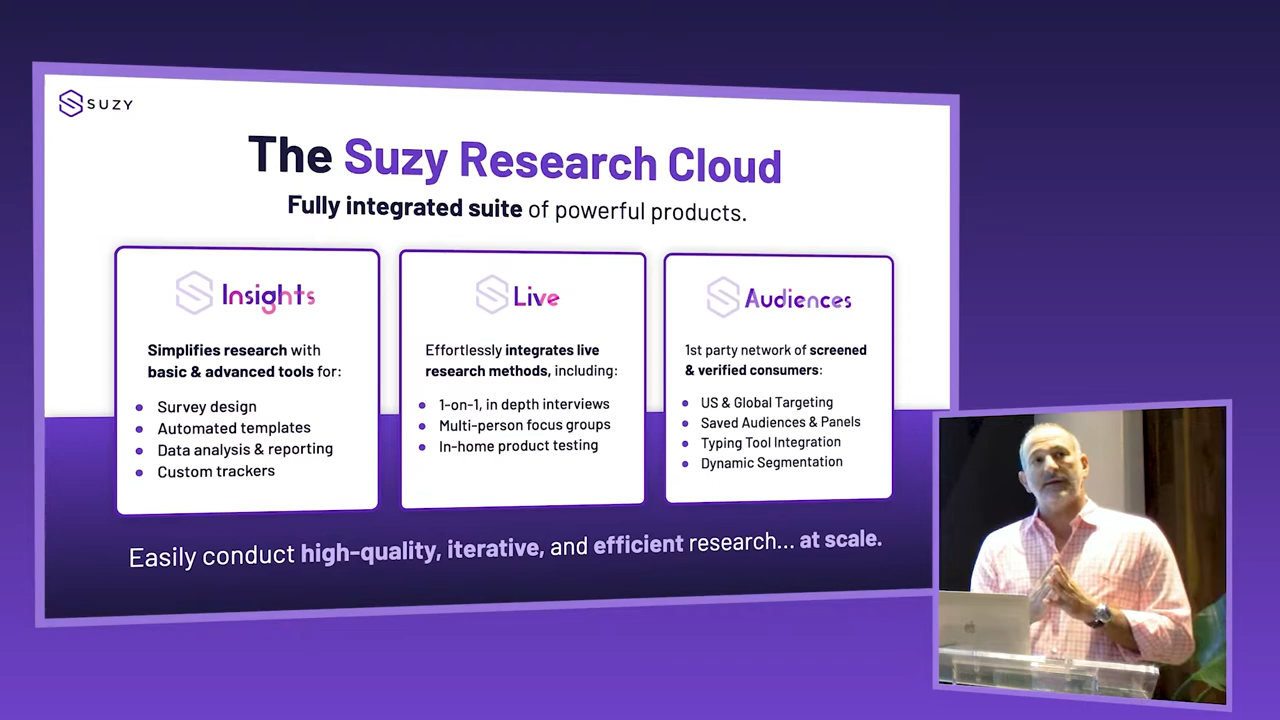 SUZY
The Suzy Research Cloud
Fully integrated suite of powerful products.
Insights
Simplifies research with
basic & advanced tools for:
Survey design
Automated templates
Data analysis & reporting
Custom trackers
Live
Effortlessly integrates live
research methods, including:
1-on-1, in depth interviews
Multi-person focus groups
In-home product testing
Audiences
1st party network of screened
& verified consumers:
US & Global Targeting
Saved Audiences & Panels
Typing Tool Integration
Dynamic Segmentation
Easily conduct high-quality, iterative, and efficient research... at scale.